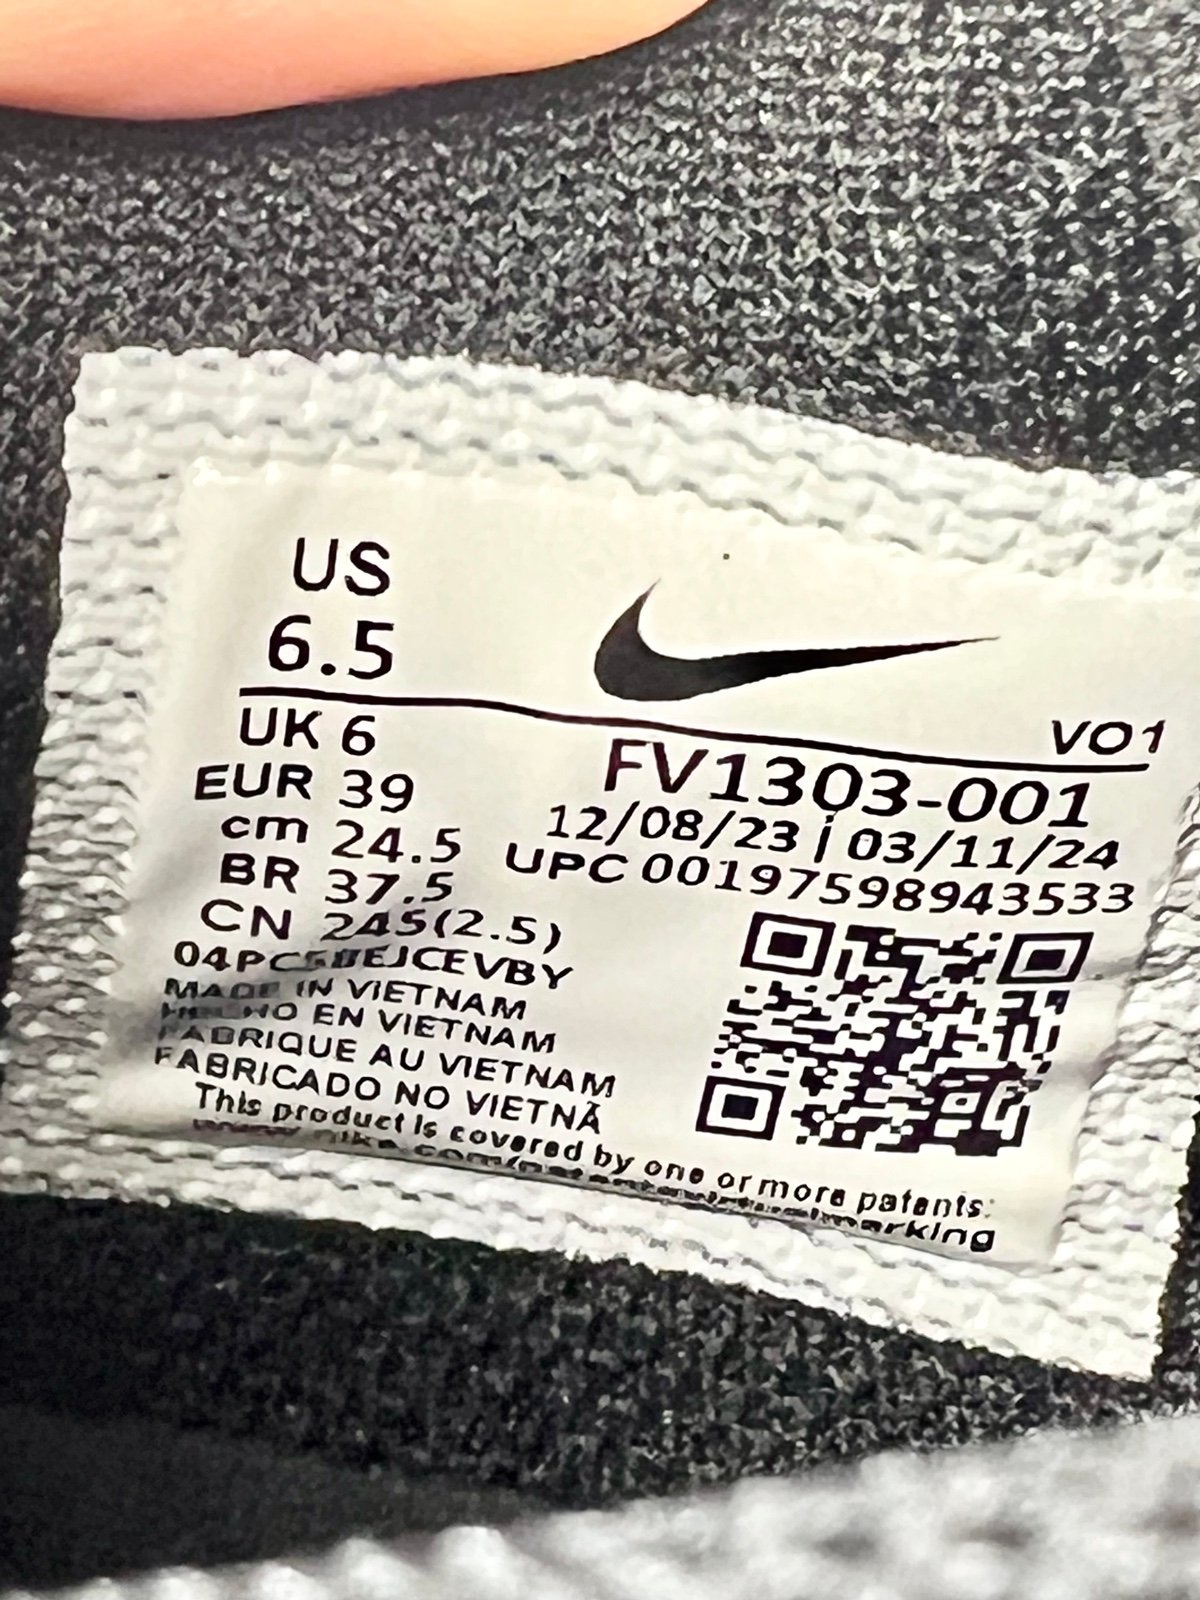 US
6.5
VO1
UK 6
EUR 39
cm 24.5
BR 37.5
CN 245(2.5)
FV1303-001
12/08/23 | 03/11/24
UPC 00197598943533
MADE IN VIETNAM
HECHO EN VIETNAM
FABRIQUE AU VIETNAM
FABRICADO NO VIETNÃ
This product is covered by one or more patents: